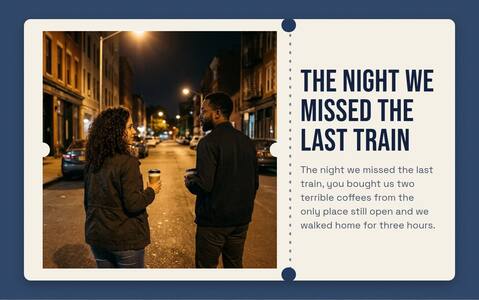 THE NIGHT WE
MISSED THE
LAST TRAIN
The night we missed the last
train, you bought us two
terrible coffees from the
only place still open and we
walked home for three hours.